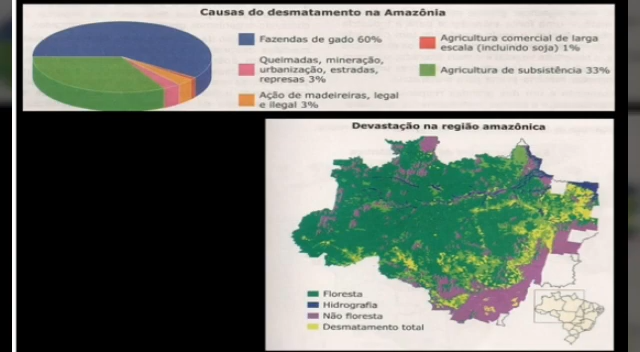 Causas do desmatamento na Amazônia
Fazendas de gado 60%
Queimadas, mineração,
urbanização, estradas,
represas 3%
Ação de madeireiras, legal
e ilegal 3%
Agricultura comercial de larga
escala (incluindo soja) 1%
Agricultura de subsistência 33%
Devastação na região amazônica
Floresta
Hidrografia
Não floresta
Desmatamento total